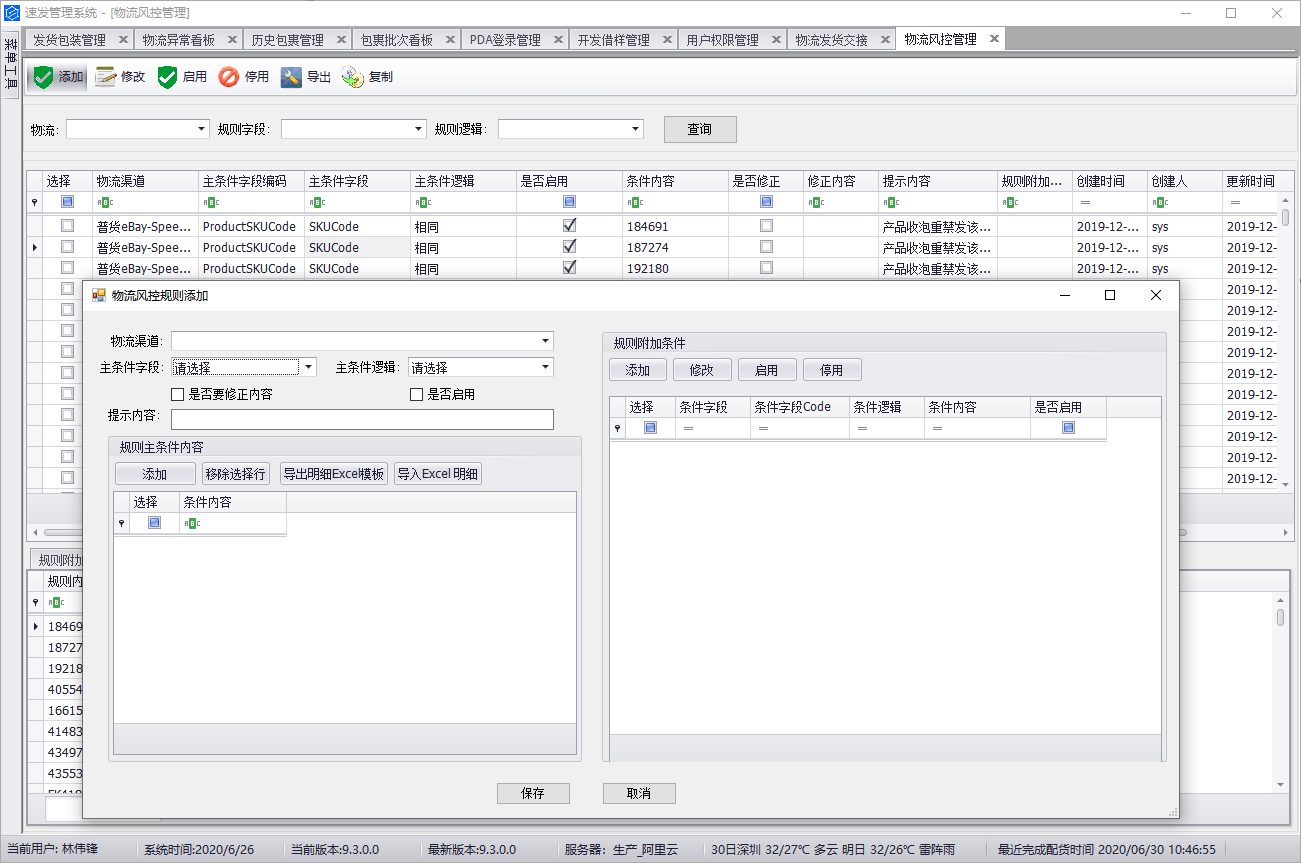 速发管理系统 - [物流风控管理]
菜单工具
发货包装管理 物流异常看板 历史包裹管理 包裹批次看板 PDA登录管理 开发借样管理 用户权限管理 物流发货交接 物流风控管理
添加 修改 启用 停用 导出 复制
物流: 规则字段: 规则逻辑: 查询
选择 物流渠道 主条件字段编码 主条件字段 主条件逻辑 是否启用 条件内容 是否修正 修正内容 提示内容 规则附加... 创建时间 创建人 更新时间
普货eBay-Spee... ProductSKUCode SKUCode 相同 184691 产品收泡重禁发该... 2019-12-... sys 2019-12-
普货eBay-Spee... ProductSKUCode SKUCode 相同 187274 产品收泡重禁发该... 2019-12-... sys 2019-12-
普货eBay-Spee... ProductSKUCode SKUCode 相同 192180 产品收泡重禁发该... 2019-12-... sys 2019-12-
2019-12-
2019-12-
2019-12-
2019-12-
2019-12-
2019-12-
2019-12-
2019-12-
2019-12-
2019-12-
物流风控规则添加
物流渠道:
主条件字段: 请选择 主条件逻辑: 请选择
是否要修正内容 是否启用
提示内容:
规则主条件内容
添加 移除选择行 导出明细Excel模板 导入Excel 明细
选择 条件内容
规则附加条件
添加 修改 启用 停用
选择 条件字段 条件字段Code 条件逻辑 条件内容 是否启用
保存 取消
规则附加
规则内
18469
18727
19218
40554
16615
41483
43497
43553
当前用户: 林伟锋 系统时间:2020/6/26 当前版本:9.3.0.0 最新版本:9.3.0.0 服务器: 生产_阿里云 30日深圳 32/27℃ 多云 明日 32/26℃ 雷阵雨 最近完成配货时间 2020/06/30 10:46:55